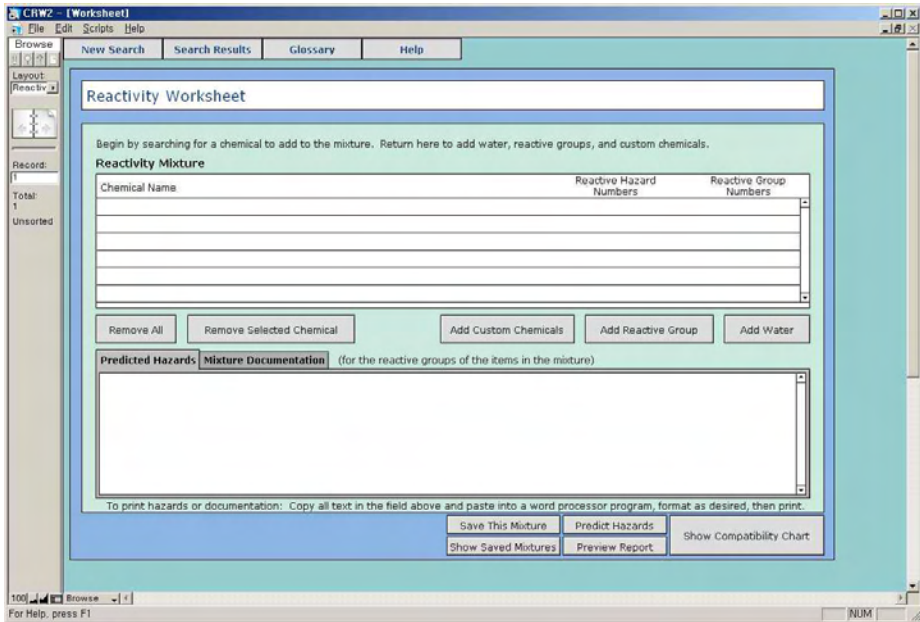 CRW2 - [Worksheet]
File Edit Scripts Help
Browse
Layout:
Reactiv
Record:
1
Total:
1
Unsorted
New Search Search Results Glossary Help
Reactivity Worksheet
Begin by searching for a chemical to add to the mixture. Return here to add water, reactive groups, and custom chemicals.
Reactivity Mixture
Chemical Name Reactive Hazard Numbers Reactive Group Numbers
Remove All Remove Selected Chemical Add Custom Chemicals Add Reactive Group Add Water
Predicted Hazards Mixture Documentation (for the reactive groups of the items in the mixture)
To print hazards or documentation: Copy all text in the field above and paste into a word processor program, format as desired, then print.
Save This Mixture Predict Hazards Show Compatibility Chart
Show Saved Mixtures Preview Report
100 Browse
For Help, press F1 NUM